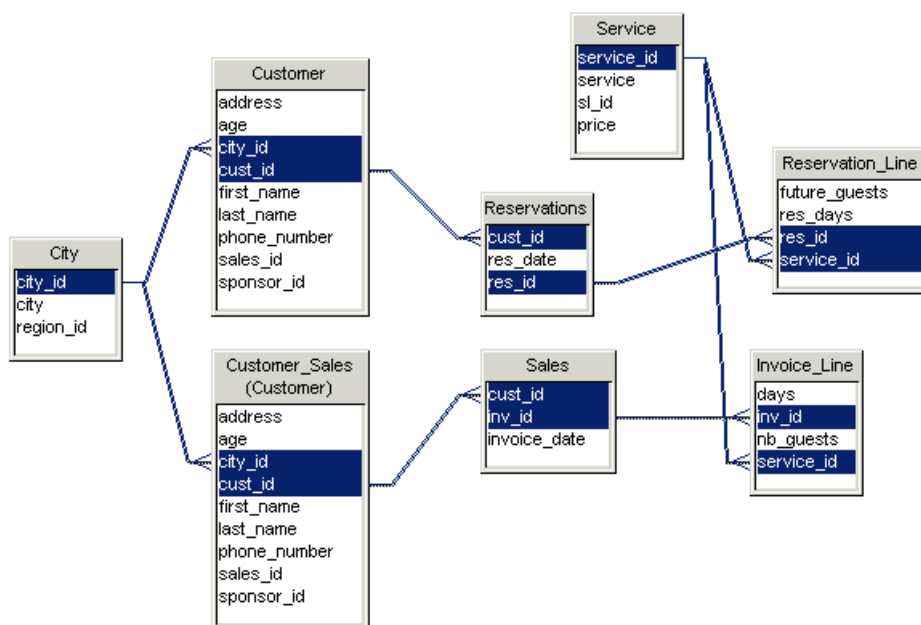 Service
service_id
service
sl_id
price
Customer
address
age
city_id
cust_id
first_name
last_name
phone_number
sales_id
sponsor_id
Reservation_Line
future_guests
res_days
res_id
service_id
Reservations
cust_id
res_date
res_id
City
city_id
city
region_id
Customer_Sales
(Customer)
address
age
city_id
cust_id
first_name
last_name
phone_number
sales_id
sponsor_id
Sales
cust_id
inv_id
invoice_date
Invoice_Line
days
inv_id
nb_guests
service_id